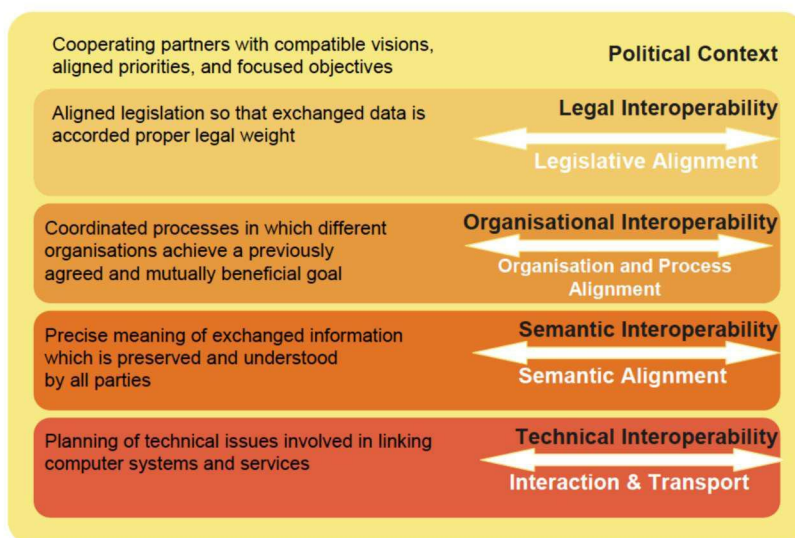 Cooperating partners with compatible visions,
aligned priorities, and focused objectives
Political Context
Aligned legislation so that exchanged data is
accorded proper legal weight
Legal Interoperability
Legislative Alignment
Coordinated processes in which different
organisations achieve a previously
agreed and mutually beneficial goal
Organisational Interoperability
Organisation and Process
Alignment
Precise meaning of exchanged information
which is preserved and understood
by all parties
Semantic Interoperability
Semantic Alignment
Planning of technical issues involved in linking
computer systems and services
Technical Interoperability
Interaction & Transport